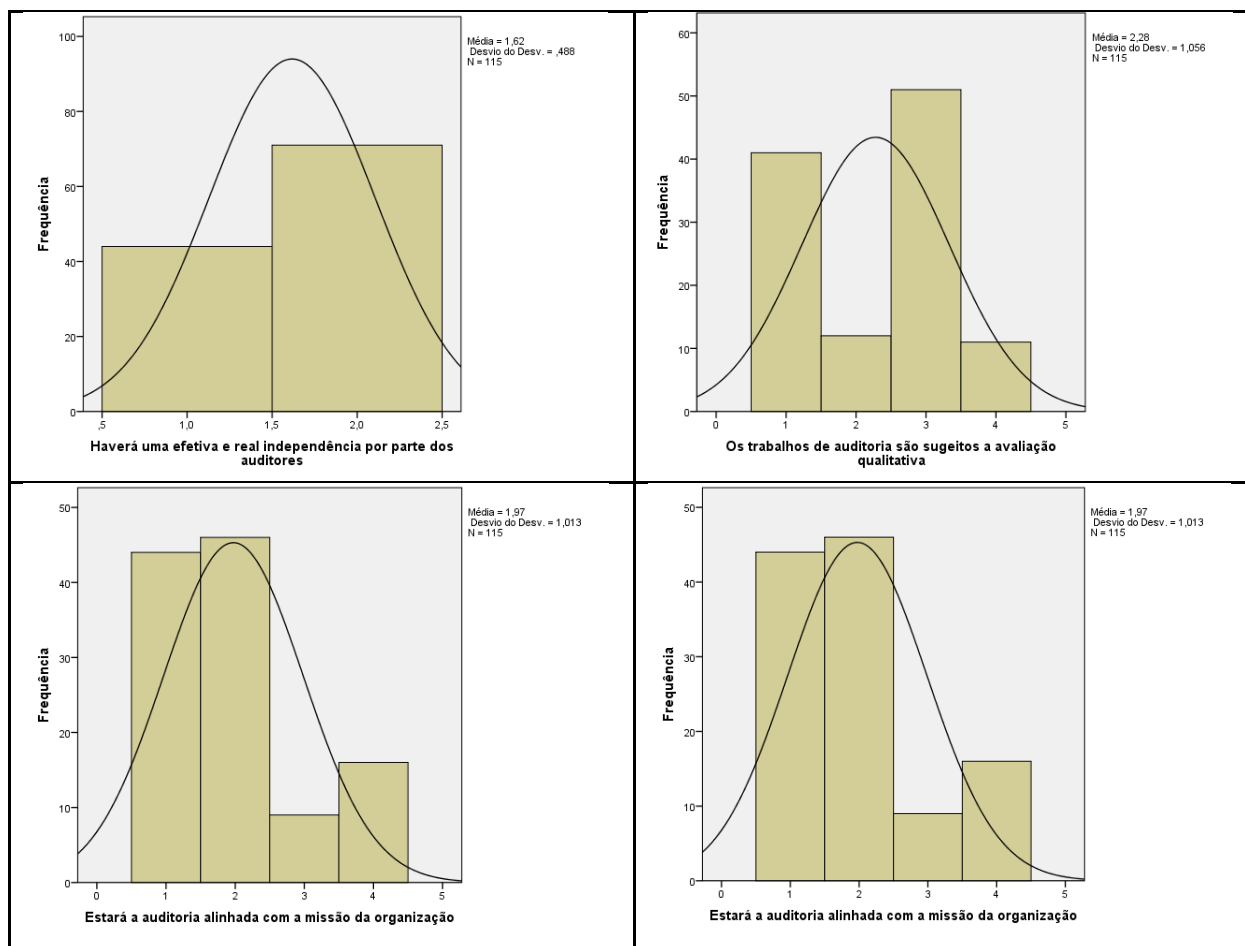 Média = 1,62
Desvio do Desv. = ,488
N = 115
100
80
60
40
20
0
Frequência
,5 1,0 1,5 2,0 2,5
Haverá uma efetiva e real independência por parte dos
auditores
Média = 2,28
Desvio do Desv. = 1,056
N = 115
60
50
40
30
20
10
0
Frequência
0 1 2 3 4 5
Os trabalhos de auditoria são sugeitos a avaliação
qualitativa
Média = 1,97
Desvio do Desv. = 1,013
N = 115
50
40
30
20
10
0
Frequência
0 1 2 3 4 5
Estará a auditoria alinhada com a missão da organização
Média = 1,97
Desvio do Desv. = 1,013
N = 115
50
40
30
20
10
0
Frequência
0 1 2 3 4 5
Estará a auditoria alinhada com a missão da organização